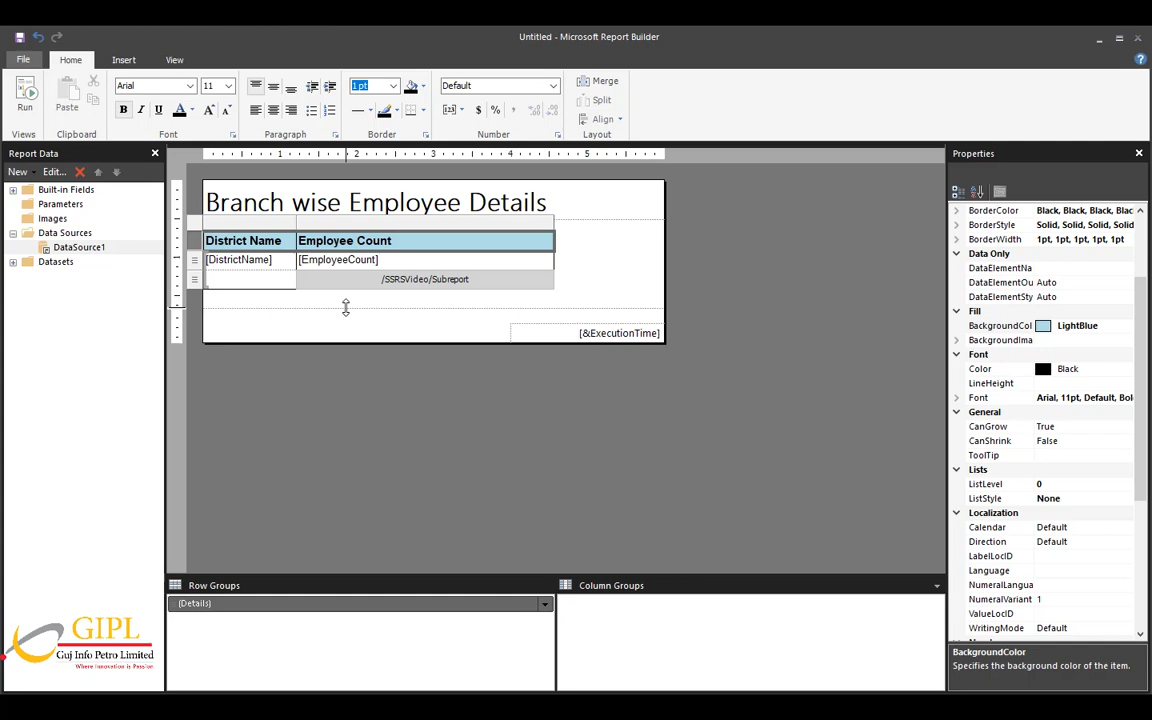 Untitled - Microsoft Report Builder
File
Home
Insert
View
Run
Views
Paste
Clipboard
Arial
11
B I U A A A
Font
Paragraph
1pt
Border
Default
$ % ,
Number
Merge
Split
Align
Layout
Report Data
New
Edit...
Built-in Fields
Parameters
Images
Data Sources
DataSource1
Datasets
1 2 3 4 5
Branch wise Employee Details
District Name Employee Count
[DistrictName] [EmployeeCount]
/SSRSVideo/Subreport
[&ExecutionTime]
Row Groups
(Details)
Column Groups
Properties
BorderColor Black, Black, Black, Blac
BorderStyle Solid, Solid, Solid, Solid
BorderWidth 1pt, 1pt, 1pt, 1pt
Data Only
DataElementNa
DataElementOu Auto
DataElementSty Auto
Fill
BackgroundCol LightBlue
BackgroundIma
Font
Color Black
LineHeight
Font Arial, 11pt, Default, Bol
General
CanGrow True
CanShrink False
ToolTip
Lists
ListLevel 0
ListStyle None
Localization
Calendar Default
Direction Default
LabelLocID
Language
NumeralLangua
NumeralVariant 1
ValueLocID
WritingMode Default
BackgroundColor
Specifies the background color of the item.
GIPL
Guj Info Petro Limited
Where Innovation is Passion